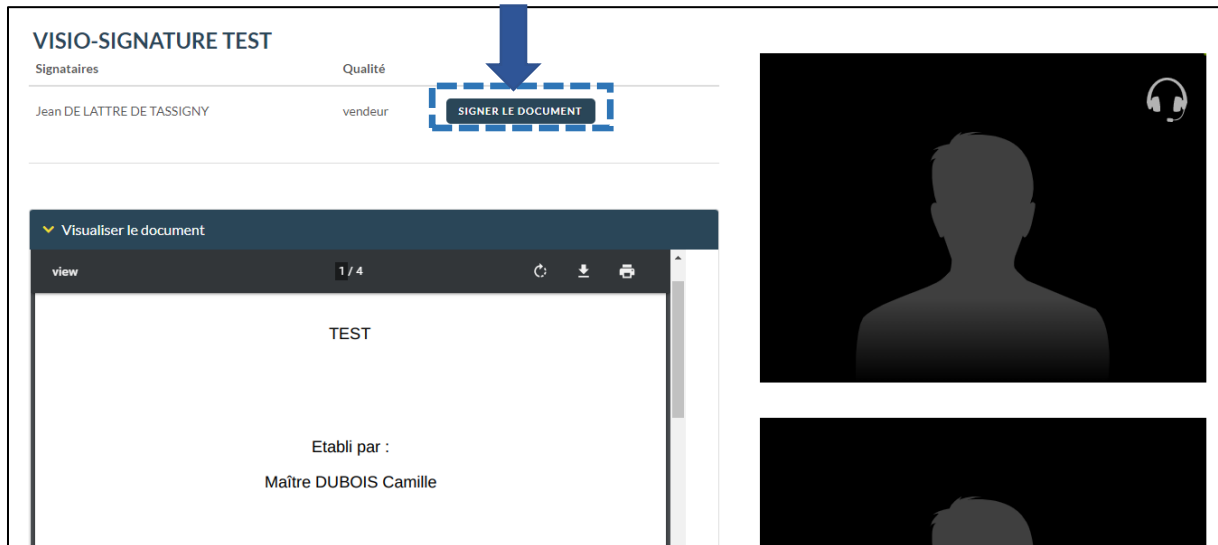 VISIO-SIGNATURE TEST
Signataires Qualité
Jean DE LATTRE DE TASSIGNY vendeur SIGNER LE DOCUMENT
Visualiser le document
view 1 / 4
TEST
Etabli par :
Maître DUBOIS Camille